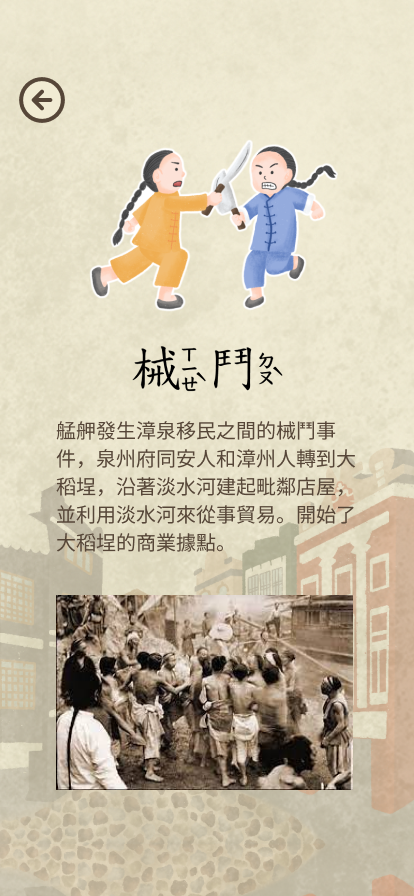 械ㄒㄧㄝˋ鬥ㄉㄡˋ
艋舺發生漳泉移民之間的械鬥事
件，泉州府同安人和漳州人轉到大
稻埕，沿著淡水河建起毗鄰店屋，
並利用淡水河來從事貿易。開始了
大稻埕的商業據點。